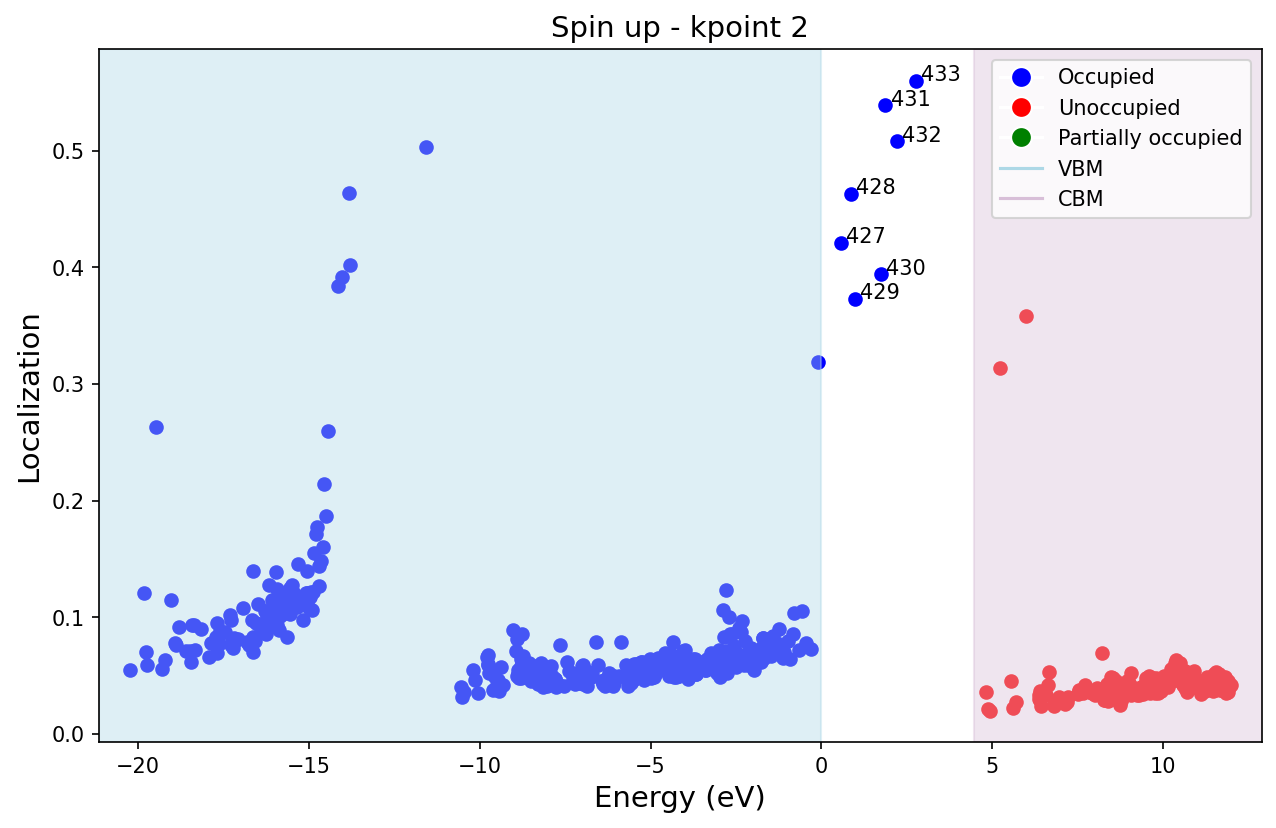 Spin up - kpoint 2
Localization
0.5
0.4
0.3
0.2
0.1
0.0
433
431
432
428
427
430
429
Occupied
Unoccupied
Partially occupied
VBM
CBM
−20
−15
−10
−5
0
5
10
Energy (eV)